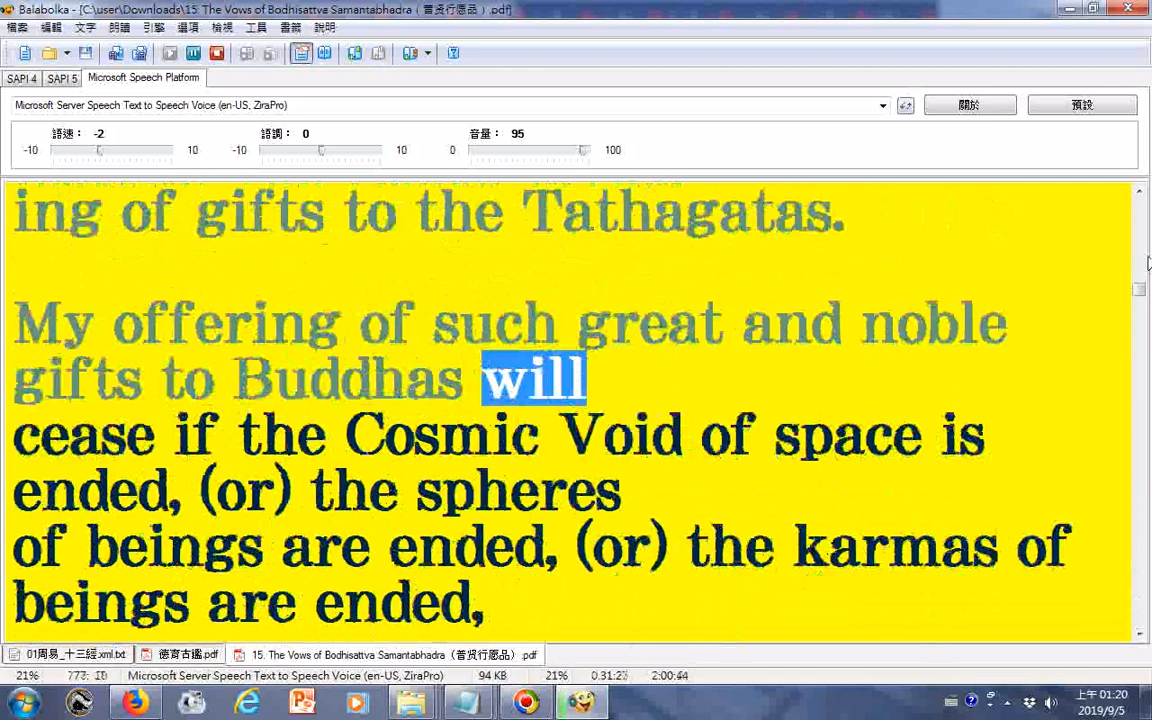 Balabolka - [C:\user\Downloads\15. The Vows of Bodhisattva Samantabhadra (普贤行愿品) .pdf]
檔案 編輯 文字 朗讀 引擎 選項 檢視 工具 書籤 說明
SAPI 4 SAPI 5 Microsoft Speech Platform
Microsoft Server Speech Text to Speech Voice (en-US, ZiraPro) 關於 預設
語速： -2 語調： 0 音量： 95
-10 10 -10 10 0 100
ing of gifts to the Tathagatas.
My offering of such great and noble
gifts to Buddhas will
cease if the Cosmic Void of space is
ended, (or) the spheres
of beings are ended, (or) the karmas of
beings are ended,
01周易_十三經.xml.txt 德育古鑑.pdf 15. The Vows of Bodhisattva Samantabhadra (普贤行愿品) .pdf
21% Microsoft Server Speech Text to Speech Voice (en-US, ZiraPro) 94 KB 21% 2:00:44
上午 01:20
2019/9/5